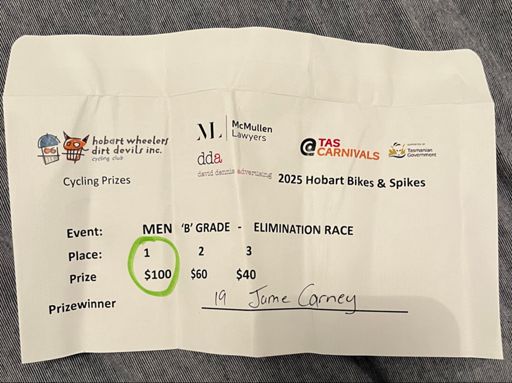 hobart wheelers
dirt devils inc.
cycling club
ML McMullen
Lawyers
dda
david dennis advertising
@TAS
CARNIVALS
Tasmanian
Government
Cycling Prizes
2025 Hobart Bikes & Spikes
Event: MEN 'B' GRADE - ELIMINATION RACE
Place: 1 2 3
Prize $100 $60 $40
Prizewinner 19 Jame Carney